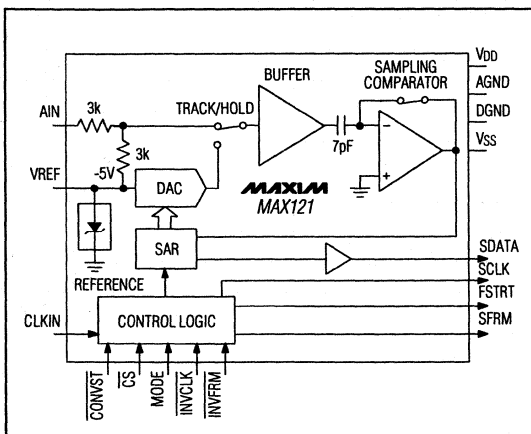 VDD
SAMPLING
COMPARATOR
AGND
BUFFER
DGND
AIN
3k
TRACK/HOLD
VSS
7pF
−
+
3k
-5V
VREF
DAC
MAXIM
MAX121
SAR
SDATA
SCLK
REFERENCE
FSTRT
CLKIN
CONTROL LOGIC
SFRM
CONVST
CS
MODE
INVCLK
INVFRM